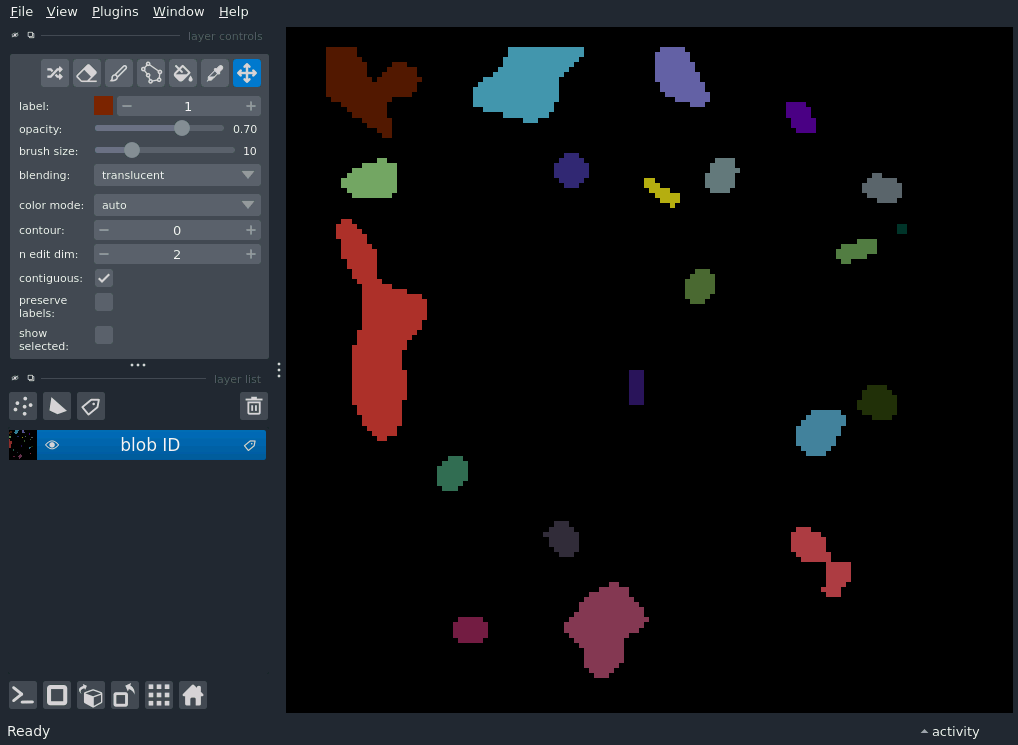 File View Plugins Window Help
layer controls
label: 1
opacity: 0.70
brush size: 10
blending: translucent
color mode: auto
contour: 0
n edit dim: 2
contiguous:
preserve
labels:
show
selected:
layer list
blob ID
Ready
activity